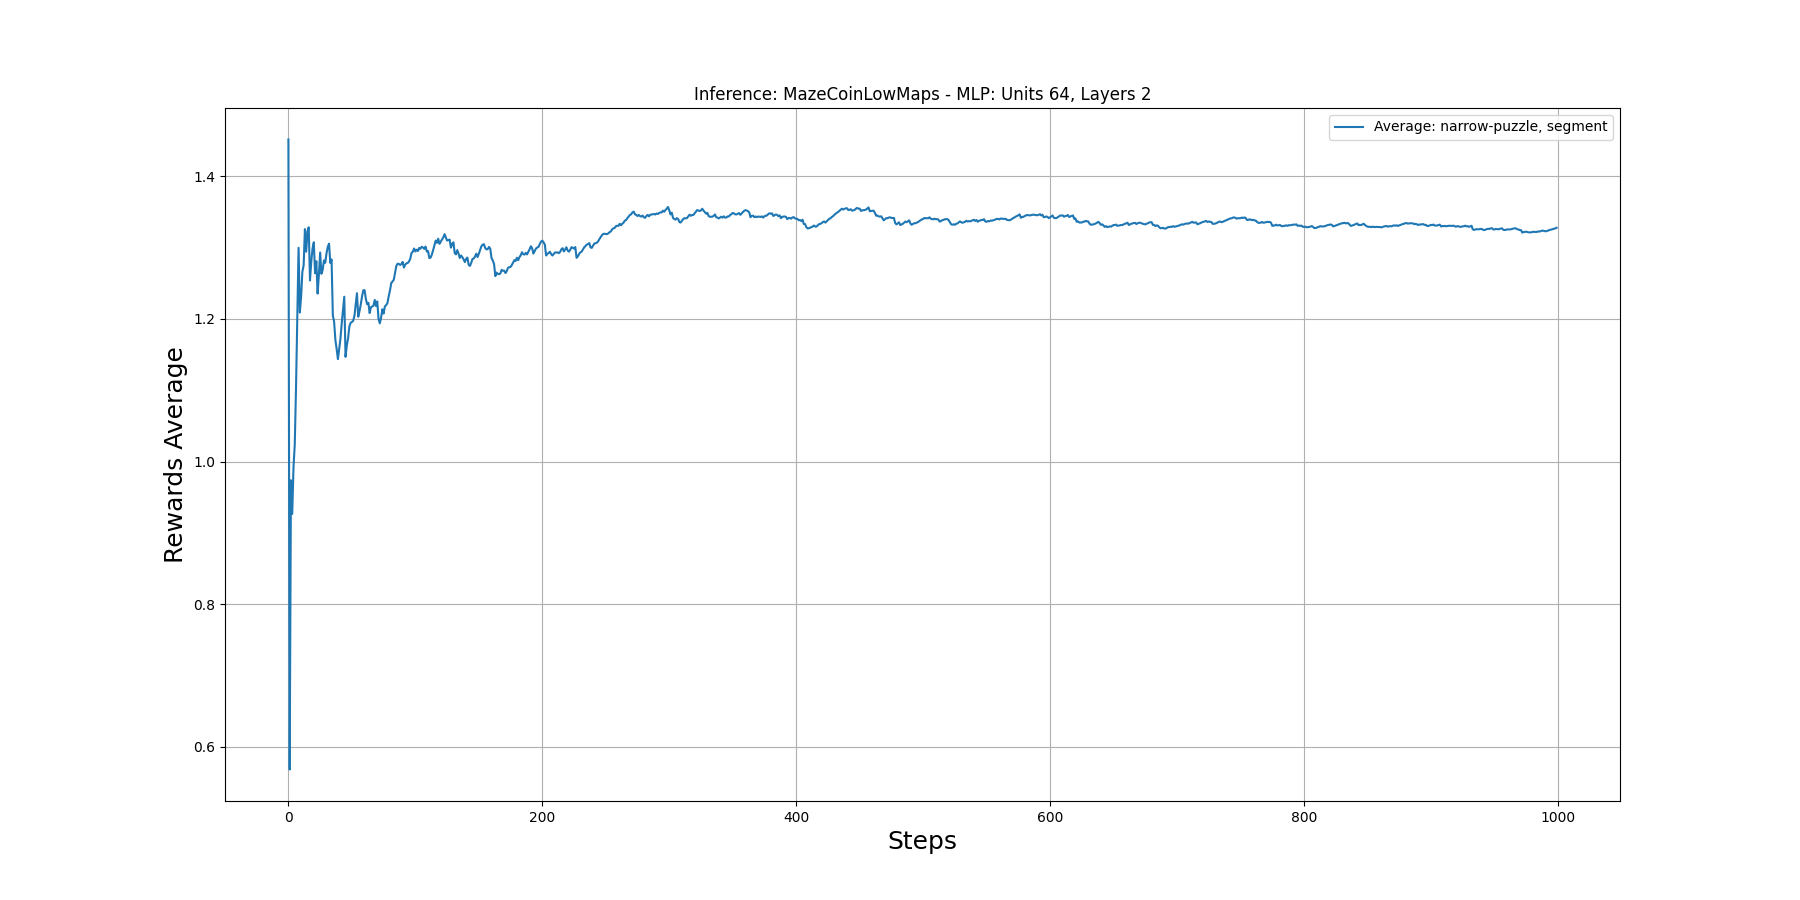 Inference: MazeCoinLowMaps - MLP: Units 64, Layers 2
Average: narrow-puzzle, segment
1.4
1.2
1.0
0.8
0.6
Rewards Average
0 200 400 600 800 1000
Steps